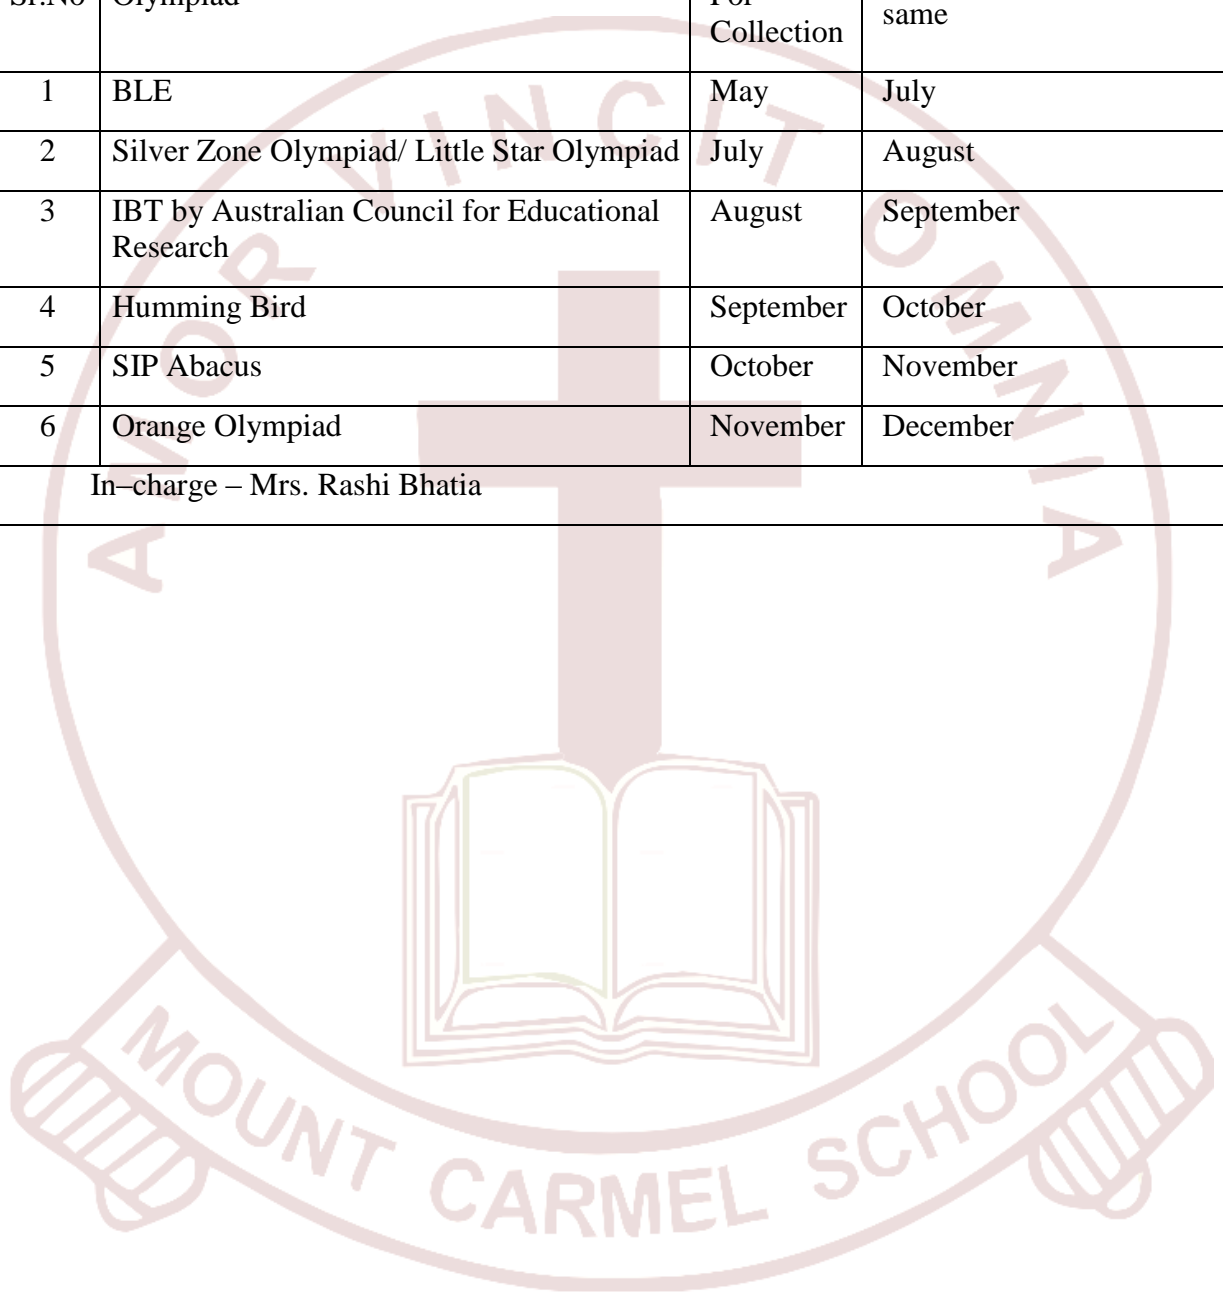 Sr.No Olympiad For same
Collection
1 BLE May July
2 Silver Zone Olympiad/ Little Star Olympiad July August
3 IBT by Australian Council for Educational August September
Research
4 Humming Bird September October
5 SIP Abacus October November
6 Orange Olympiad November December
In–charge – Mrs. Rashi Bhatia
AMOR VINCIT OMNIA
MOUNT CARMEL SCHOOL